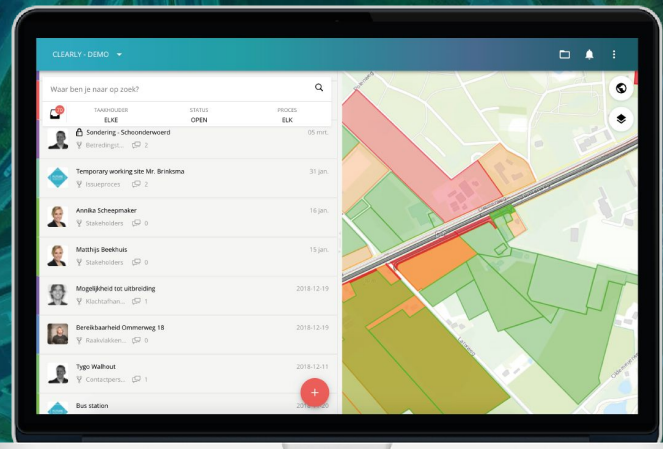 CLEARLY - DEMO
Waar ben je naar op zoek?
TAAKHOUDER STATUS PROCES
ELKE OPEN ELK
Sondering - Schoonderwoerd 05 mrt.
Betredingst... 2
Temporary working site Mr. Brinksma 31 jan.
Issueproces 2
Annika Scheepmaker 16 jan.
Stakeholders 0
Matthijs Beekhuis 15 jan.
Stakeholders 0
Mogelijkheid tot uitbreiding 2018-12-19
Klachtafhan... 1
Bereikbaarheid Ommerweg 18 2018-12-19
Raakvlakken... 0
Tygo Walhout 2018-12-11
Contactpers... 1
Bus station